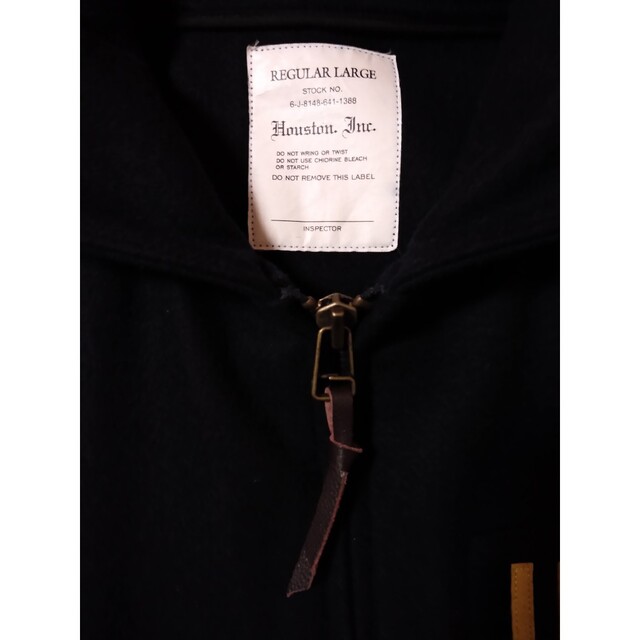 REGULAR LARGE
STOCK NO.
6-J-8148-641-1388
Houston. Inc.
DO NOT WRING OR TWIST
DO NOT USE CHIORINE BLEACH
OR STARCH
DO NOT REMOVE THIS LABEL
INSPECTOR